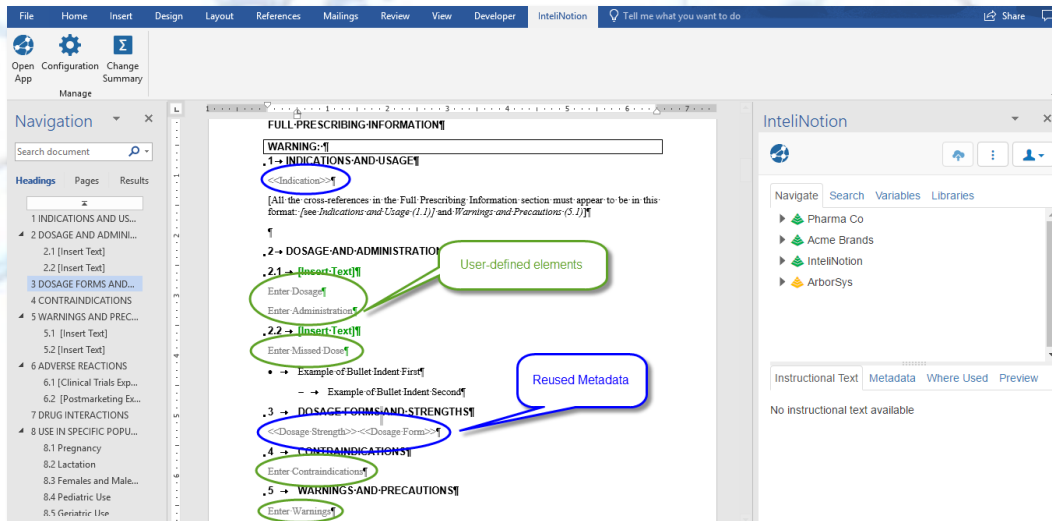 File Home Insert Design Layout References Mailings Review View Developer InteliNotion Tell me what you want to do Share
Open App
Configuration
Change Summary
Manage
Navigation
Search document
Headings Pages Results
1 INDICATIONS AND US...
2 DOSAGE AND ADMINI...
2.1 [Insert Text]
2.2 [Insert Text]
3 DOSAGE FORMS AND...
4 CONTRAINDICATIONS
5 WARNINGS AND PREC...
5.1 [Insert Text]
5.2 [Insert Text]
6 ADVERSE REACTIONS
6.1 [Clinical Trials Exp...
6.2 [Postmarketing Ex...
7 DRUG INTERACTIONS
8 USE IN SPECIFIC POPU...
8.1 Pregnancy
8.2 Lactation
8.3 Females and Male...
8.4 Pediatric Use
8.5 Geriatric Use
1 1 2 3 4 5 6 7
FULL·PRESCRIBING·INFORMATION¶
WARNING:·¶
1→ INDICATIONS·AND·USAGE¶
<<Indication>>¶
[All·the·cross-references·in·the·Full·Prescribing·Information·section·must·appear·to·be·in·this·
format:·[see·Indications·and·Usage·(1.1)]·and·Warnings·and·Precautions·(5.1)]¶
¶
2→ DOSAGE·AND·ADMINISTRATION
2.1 → [Insert·Text]¶
Enter·Dosage¶
Enter·Administration¶
2.2 → [Insert·Text]¶
Enter·Missed·Dose¶
• → Example·of·Bullet·Indent·First¶
– → Example·of·Bullet·Indent·Second¶
3 → DOSAGE·FORMS·AND·STRENGTHS¶
<<Dosage·Strength>>·<<Dosage·Form>>¶
4 → CONTRAINDICATIONS¶
Enter·Contraindications¶
5 → WARNINGS·AND·PRECAUTIONS¶
Enter·Warnings¶
User-defined elements
Reused Metadata
InteliNotion
Navigate Search Variables Libraries
Pharma Co
Acme Brands
InteliNotion
ArborSys
Instructional Text Metadata Where Used Preview
No instructional text available